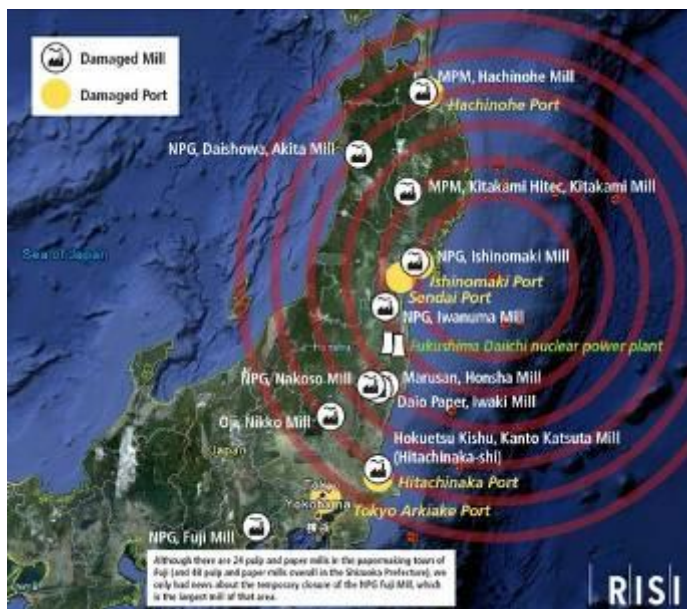 Damaged Mill
Damaged Port
MPM, Hachinohe Mill
Hachinohe Port
NPG, Daishowa, Akita Mill
MPM, Kitakami Hitec, Kitakami Mill
Sea of Japan
NPG, Ishinomaki Mill
Ishinomaki Port
Sendai Port
NPG, Iwanuma Mill
Fukushima Daiichi nuclear power plant
NPG, Nakoso Mill
Marusan, Honsha Mill
Daio Paper, Iwaki Mill
Oji, Nikko Mill
Hokuetsu Kishu, Kanto Katsuta Mill
(Hitachinaka-shi)
Japan
Hitachinaka Port
Yokohama
Tokyo Arkiake Port
NPG, Fuji Mill
Although there are 24 pulp and paper mills in the papermaking town of
Fuji (and 48 pulp and paper mills overall in the Shizuoka Prefecture), we
only had news about the temporary closure of the NPG Fuji Mill, which
is the largest mill of that area.
RISI